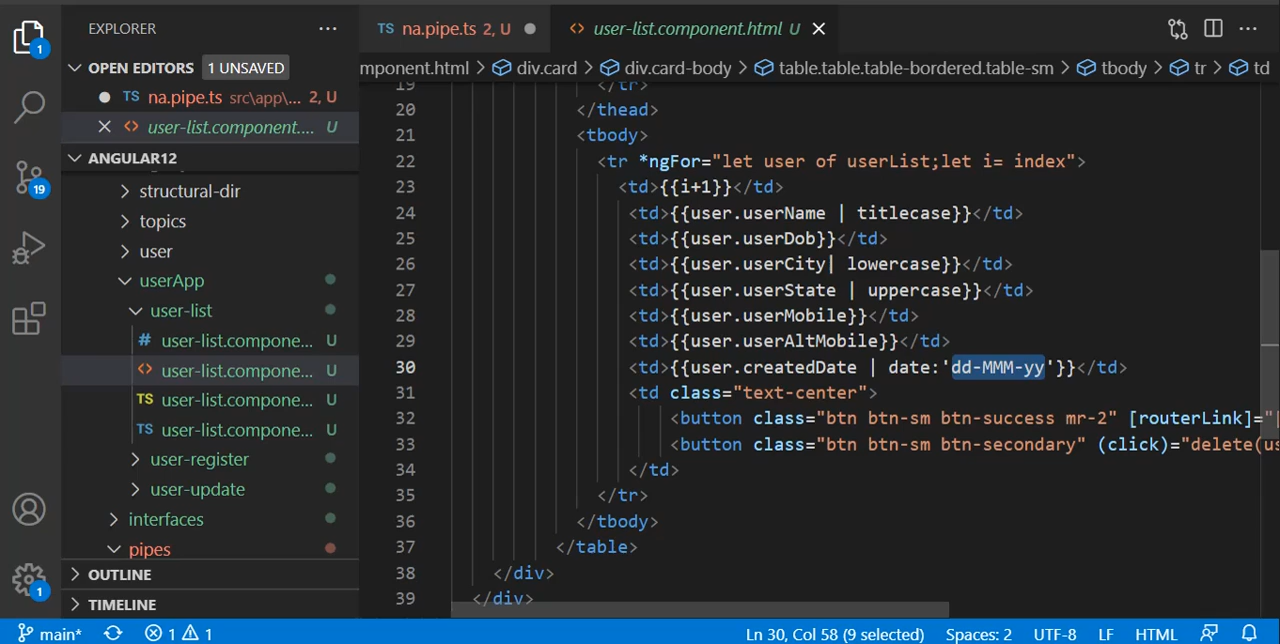 EXPLORER ···
TS na.pipe.ts 2, U
<> user-list.component.html U
OPEN EDITORS 1 UNSAVED
TS na.pipe.ts src\app\... 2, U
<> user-list.component.... U
ANGULAR12
structural-dir
topics
user
userApp
user-list
# user-list.compone... U
<> user-list.compone... U
TS user-list.compone... U
TS user-list.compone... U
user-register
user-update
interfaces
pipes
OUTLINE
TIMELINE
1
19
1
mponent.html > div.card > div.card-body > table.table.table-bordered.table-sm > tbody > tr > td
19 </tr>
20 </thead>
21 <tbody>
22 <tr *ngFor="let user of userList;let i= index">
23 <td>{{i+1}}</td>
24 <td>{{user.userName | titlecase}}</td>
25 <td>{{user.userDob}}</td>
26 <td>{{user.userCity| lowercase}}</td>
27 <td>{{user.userState | uppercase}}</td>
28 <td>{{user.userMobile}}</td>
29 <td>{{user.userAltMobile}}</td>
30 <td>{{user.createdDate | date:'dd-MMM-yy'}}</td>
31 <td class="text-center">
32 <button class="btn btn-sm btn-success mr-2" [routerLink]="[
33 <button class="btn btn-sm btn-secondary" (click)="delete(us
34 </td>
35 </tr>
36 </tbody>
37 </table>
38 </div>
39 </div>
main* 1 1 Ln 30, Col 58 (9 selected) Spaces: 2 UTF-8 LF HTML